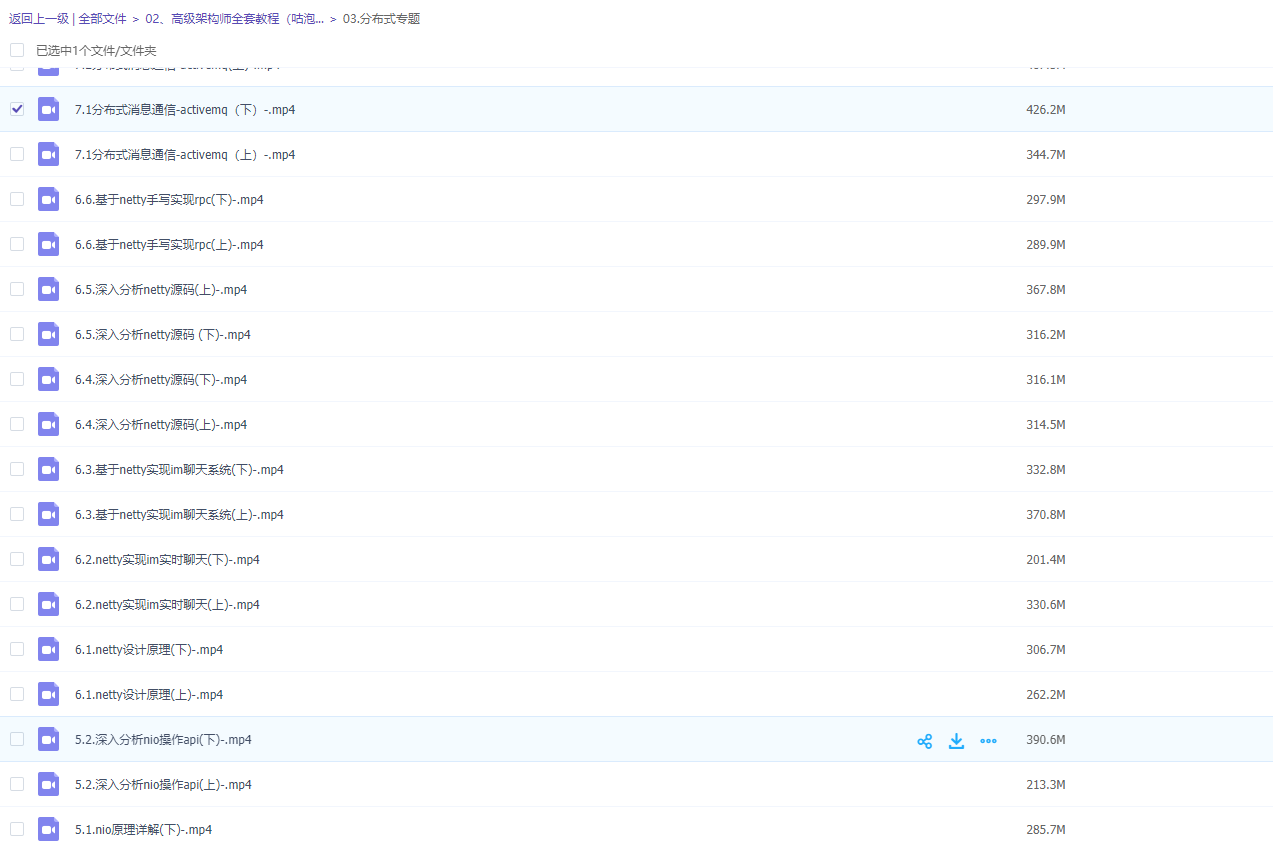 返回上一级 | 全部文件 > 02、高级架构师全套教程（咕泡... > 03.分布式专题
已选中1个文件/文件夹
7.1分布式消息通信-activemq（下）-.mp4 426.2M
7.1分布式消息通信-activemq（上）-.mp4 344.7M
6.6.基于netty手写实现rpc(下)-.mp4 297.9M
6.6.基于netty手写实现rpc(上)-.mp4 289.9M
6.5.深入分析netty源码(上)-.mp4 367.8M
6.5.深入分析netty源码 (下)-.mp4 316.2M
6.4.深入分析netty源码(下)-.mp4 316.1M
6.4.深入分析netty源码(上)-.mp4 314.5M
6.3.基于netty实现im聊天系统(下)-.mp4 332.8M
6.3.基于netty实现im聊天系统(上)-.mp4 370.8M
6.2.netty实现im实时聊天(下)-.mp4 201.4M
6.2.netty实现im实时聊天(上)-.mp4 330.6M
6.1.netty设计原理(下)-.mp4 306.7M
6.1.netty设计原理(上)-.mp4 262.2M
5.2.深入分析nio操作api(下)-.mp4 390.6M
5.2.深入分析nio操作api(上)-.mp4 213.3M
5.1.nio原理详解(下)-.mp4 285.7M